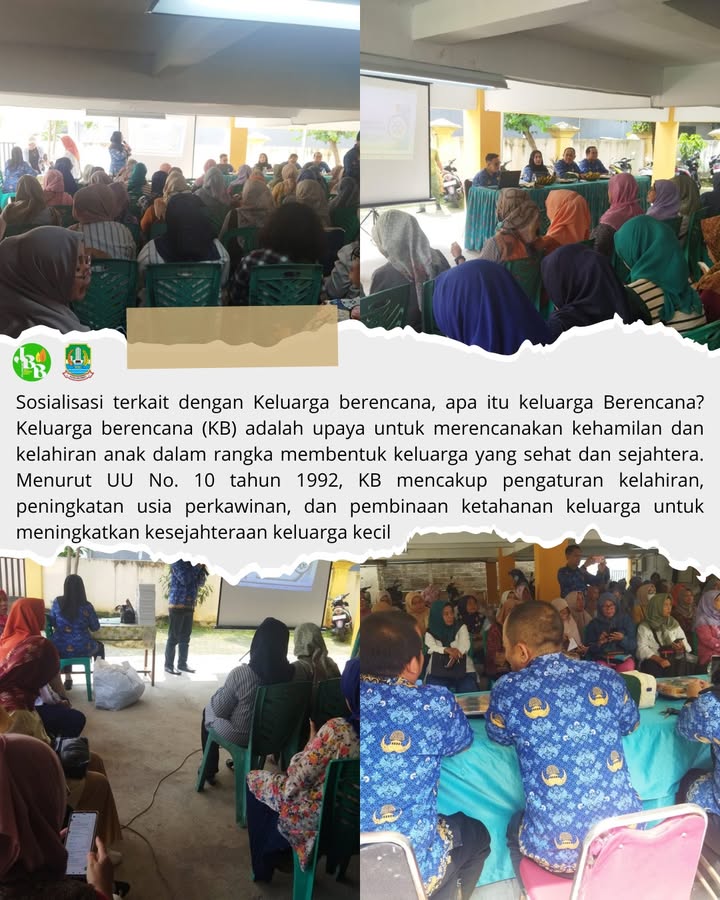 JBB
Sosialisasi terkait dengan Keluarga berencana, apa itu keluarga Berencana?
Keluarga berencana (KB) adalah upaya untuk merencanakan kehamilan dan
kelahiran anak dalam rangka membentuk keluarga yang sehat dan sejahtera.
Menurut UU No. 10 tahun 1992, KB mencakup pengaturan kelahiran,
peningkatan usia perkawinan, dan pembinaan ketahanan keluarga untuk
meningkatkan kesejahteraan keluarga kecil